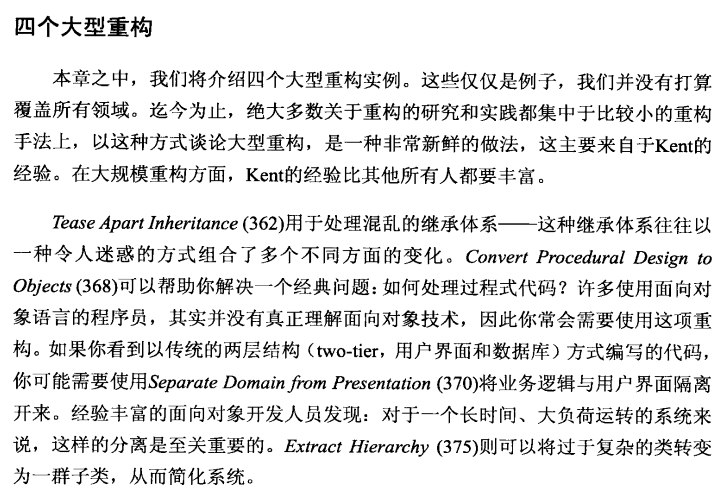 四个大型重构
本章之中，我们将介绍四个大型重构实例。这些仅仅是例子，我们并没有打算
覆盖所有领域。迄今为止，绝大多数关于重构的研究和实践都集中于比较小的重构
手法上，以这种方式谈论大型重构，是一种非常新鲜的做法，这主要来自于Kent的
经验。在大规模重构方面，Kent的经验比其他所有人都要丰富。
Tease Apart Inheritance (362)用于处理混乱的继承体系——这种继承体系往往以
一种令人迷惑的方式组合了多个不同方面的变化。Convert Procedural Design to
Objects (368)可以帮助你解决一个经典问题：如何处理过程式代码？许多使用面向对
象语言的程序员，其实并没有真正理解面向对象技术，因此你常会需要使用这项重
构。如果你看到以传统的两层结构（two-tier，用户界面和数据库）方式编写的代码，
你可能需要使用Separate Domain from Presentation (370)将业务逻辑与用户界面隔离
开来。经验丰富的面向对象开发人员发现：对于一个长时间、大负荷运转的系统来
说，这样的分离是至关重要的。Extract Hierarchy (375)则可以将过于复杂的类转变
为一群子类，从而简化系统。